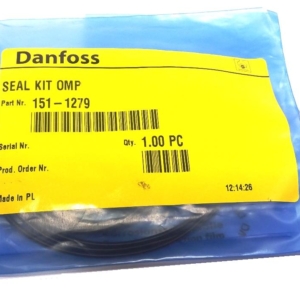 Danfoss
SEAL KIT OMP
Part Nr. 151-1279
Serial Nr.
Qty. 1.00 PC
Prod. Order Nr.
12:14:26
Made in PL